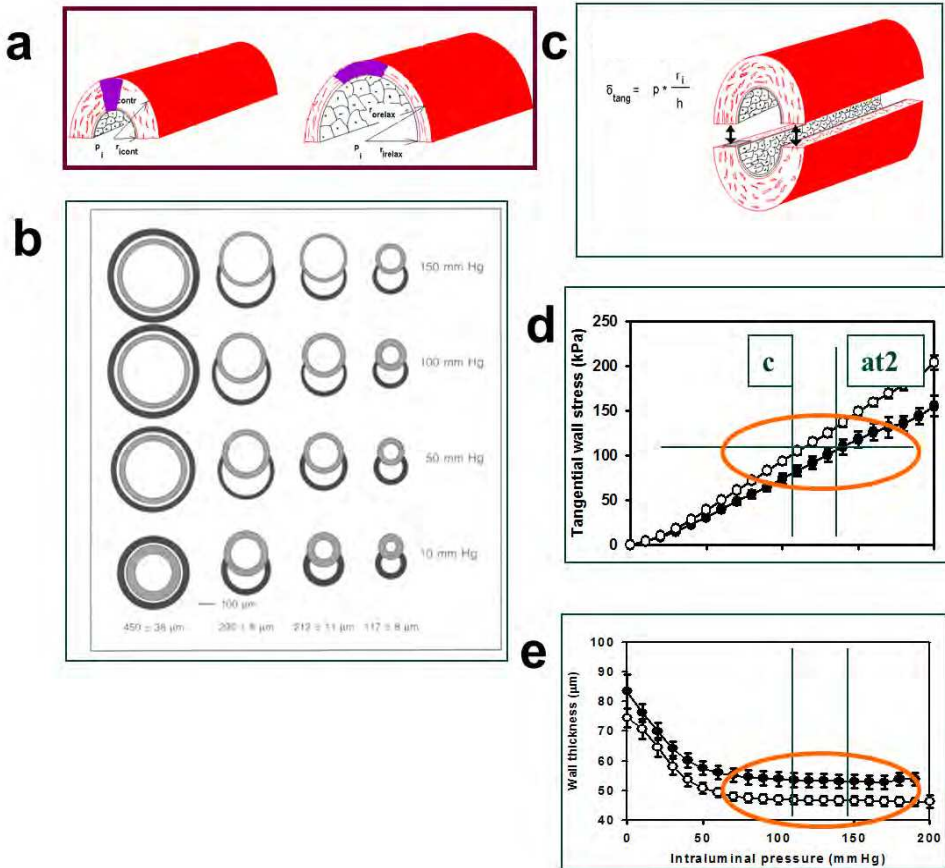 a
contr
p i
r icont
r orelax
p i
r irelax
c
δ tang = p * r i / h
b
150 mm Hg
100 mm Hg
50 mm Hg
10 mm Hg
100 µm
450 ± 38 µm
212 ± 11 µm
117 ± 8 µm
d
Tangential wall stress (kPa)
250
200
150
100
50
0
c
at2
e
Wall thickness (µm)
100
90
80
70
60
50
40
0
50
100
150
200
Intraluminal pressure (mm Hg)